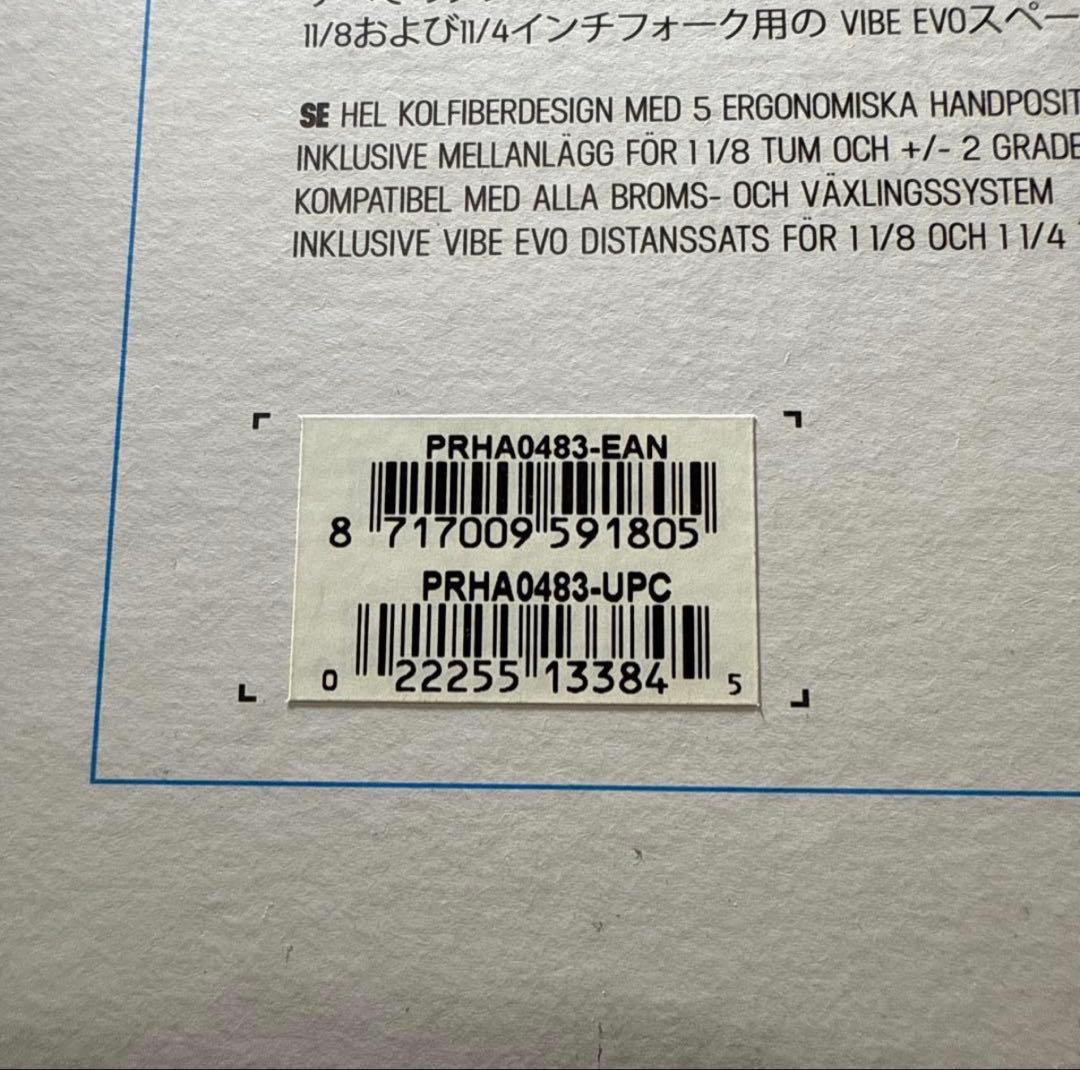 11/8および11/4インチフォーク用の VIBE EVOスペー
SE HEL KOLFIBERDESIGN MED 5 ERGONOMISKA HANDPOSIT
INKLUSIVE MELLANLÄGG FÖR 1 1/8 TUM OCH +/- 2 GRADE
KOMPATIBEL MED ALLA BROMS- OCH VÄXLINGSSYSTEM
INKLUSIVE VIBE EVO DISTANSSATS FÖR 1 1/8 OCH 1 1/4
PRHA0483-EAN
8 717009 591805
PRHA0483-UPC
0 22255 13384 5